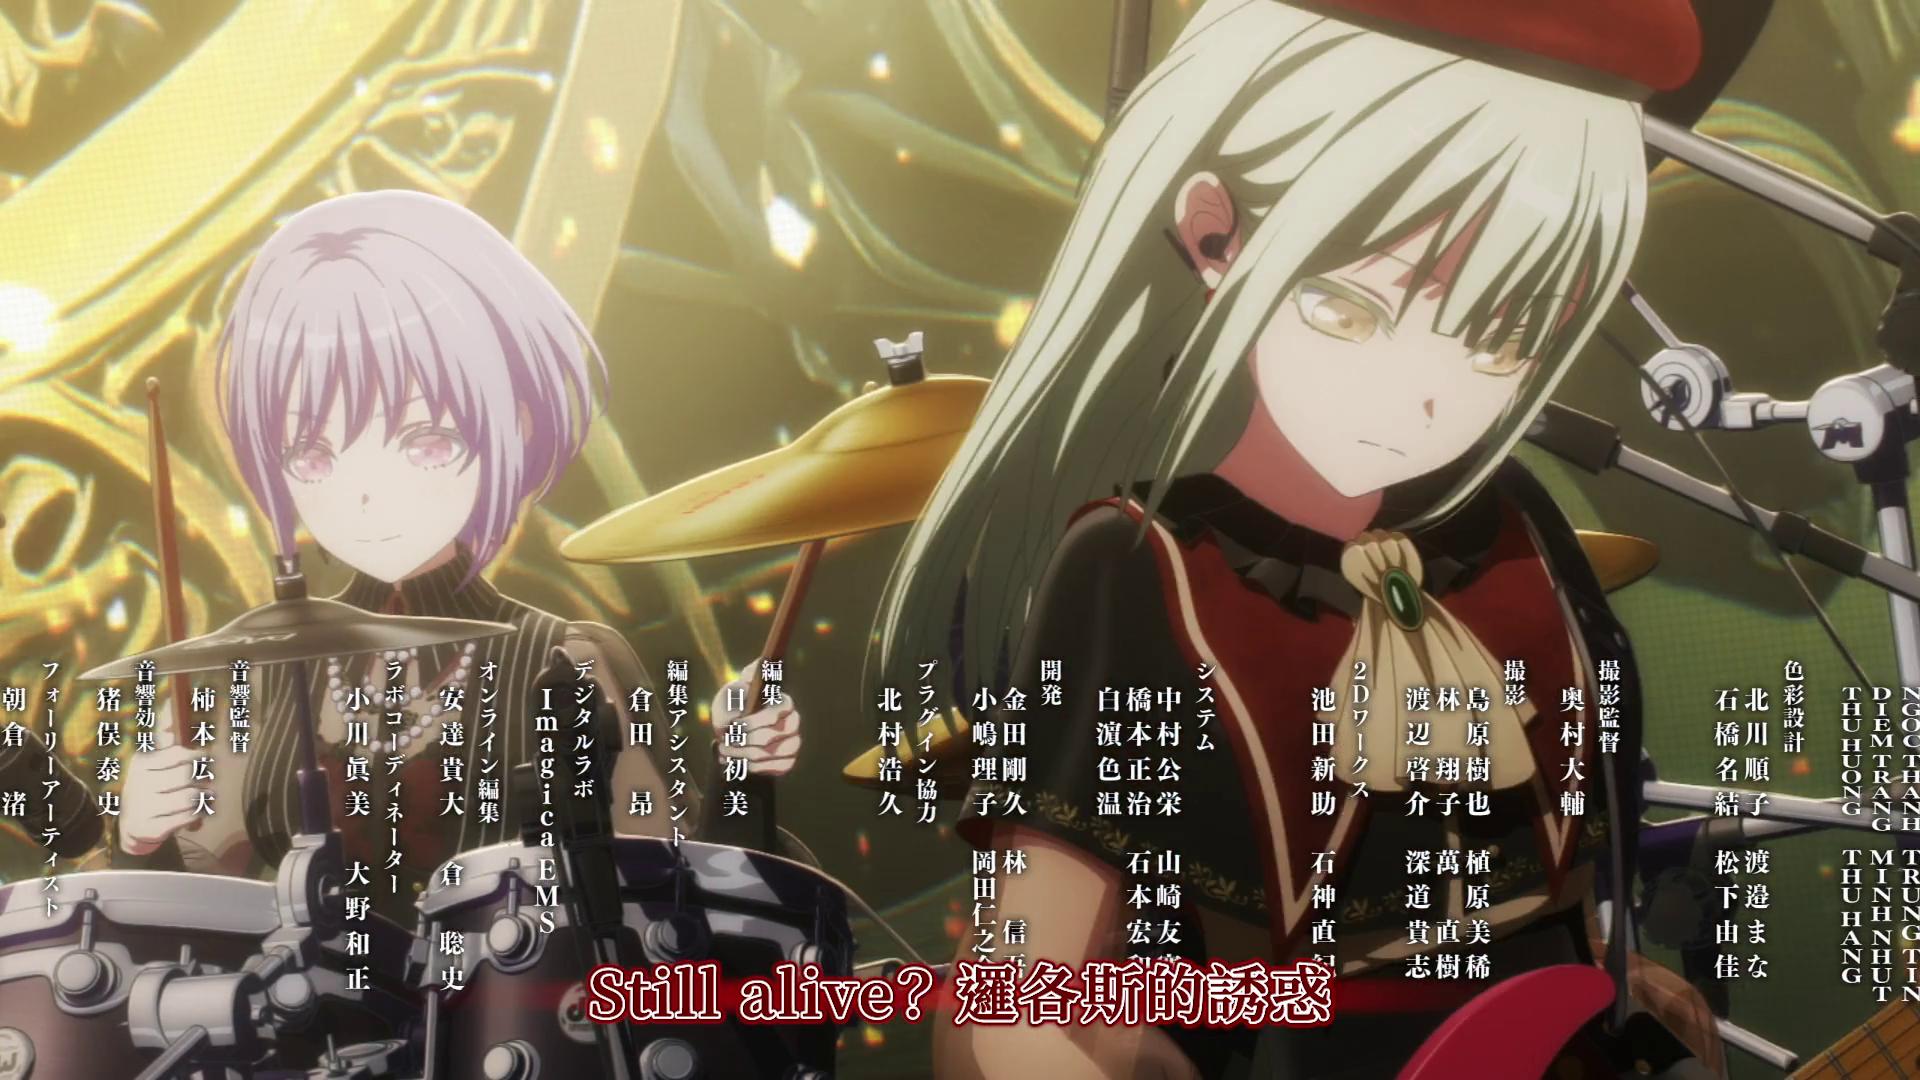 NGOC THANH TRUNG TIN
DIEM TRANG MINH NHUT
THU HUONG THU HANG
色彩設計
北川順子 渡邉まな
石橋名結 松下由佳
撮影監督
奥村大輔
撮影
島原樹也 植原美稀
林翔子 萬直樹
渡辺啓介 深道貴志
2Dワークス
池田新助 石神直
システム
中村公栄 山崎友
橋本正治 石本宏和
白濵色温
開発
金田剛久 林信吾
小嶋理子 岡田仁之
プラグイン協力
北村浩久
編集
日髙初美
編集アシスタント
倉田昂
デジタルラボ
Imagica EMS
オンライン編集
安達貴大 倉聡史
ラボコーディネーター
小川眞美 大野和正
音響監督
柿本広大
音響効果
猪俣泰史
フォーリーアーティスト
朝倉渚
Still alive? 邏各斯的誘惑